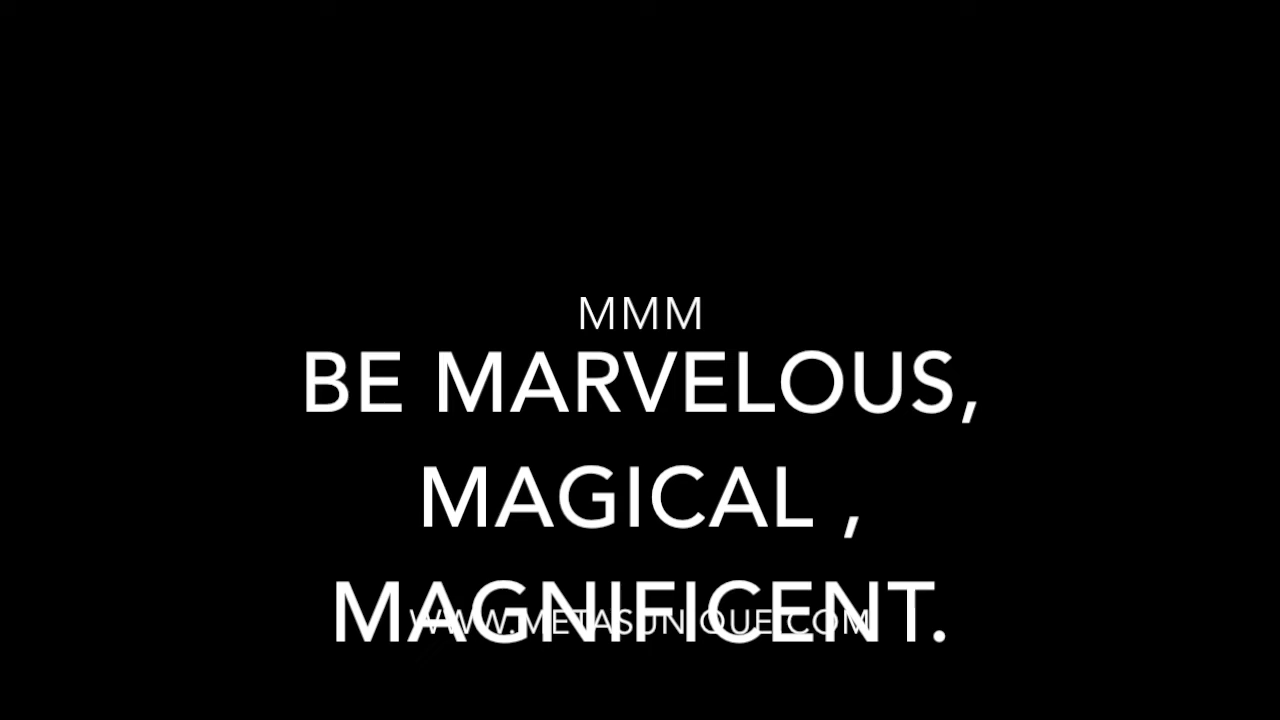 MMM
BE MARVELOUS,
MAGICAL ,
MAGNIFICENT.
WWW.METASUNIQUE.COM